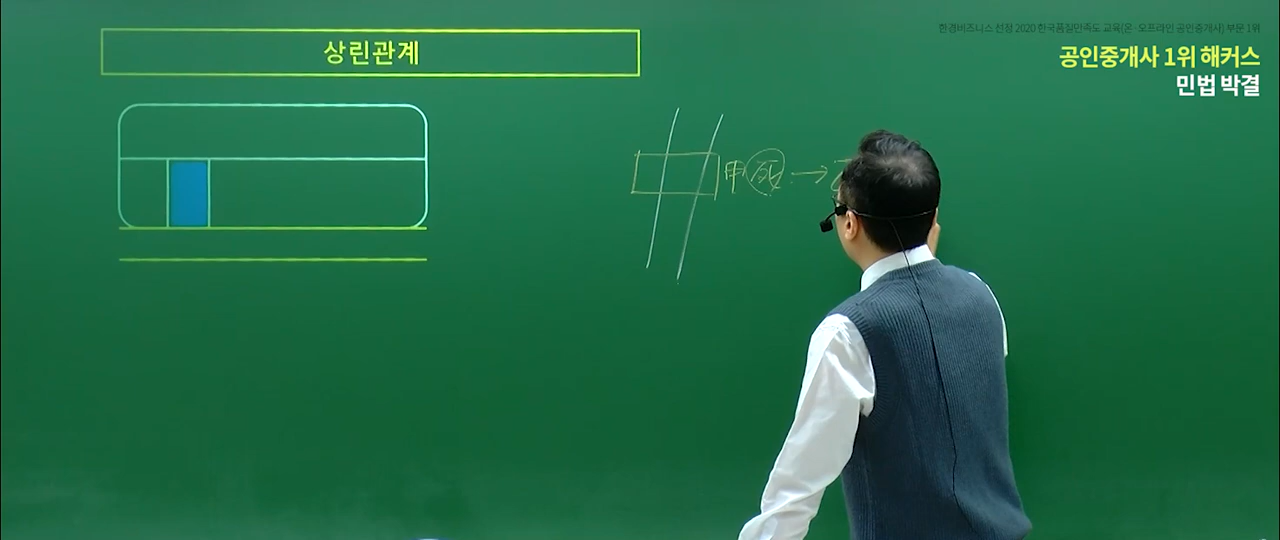 한경비즈니스 선정 2020 한국품질만족도 교육(온·오프라인 공인중개사) 부문 1위
상린관계
공인중개사 1위 해커스
민법 박결
甲 死 →